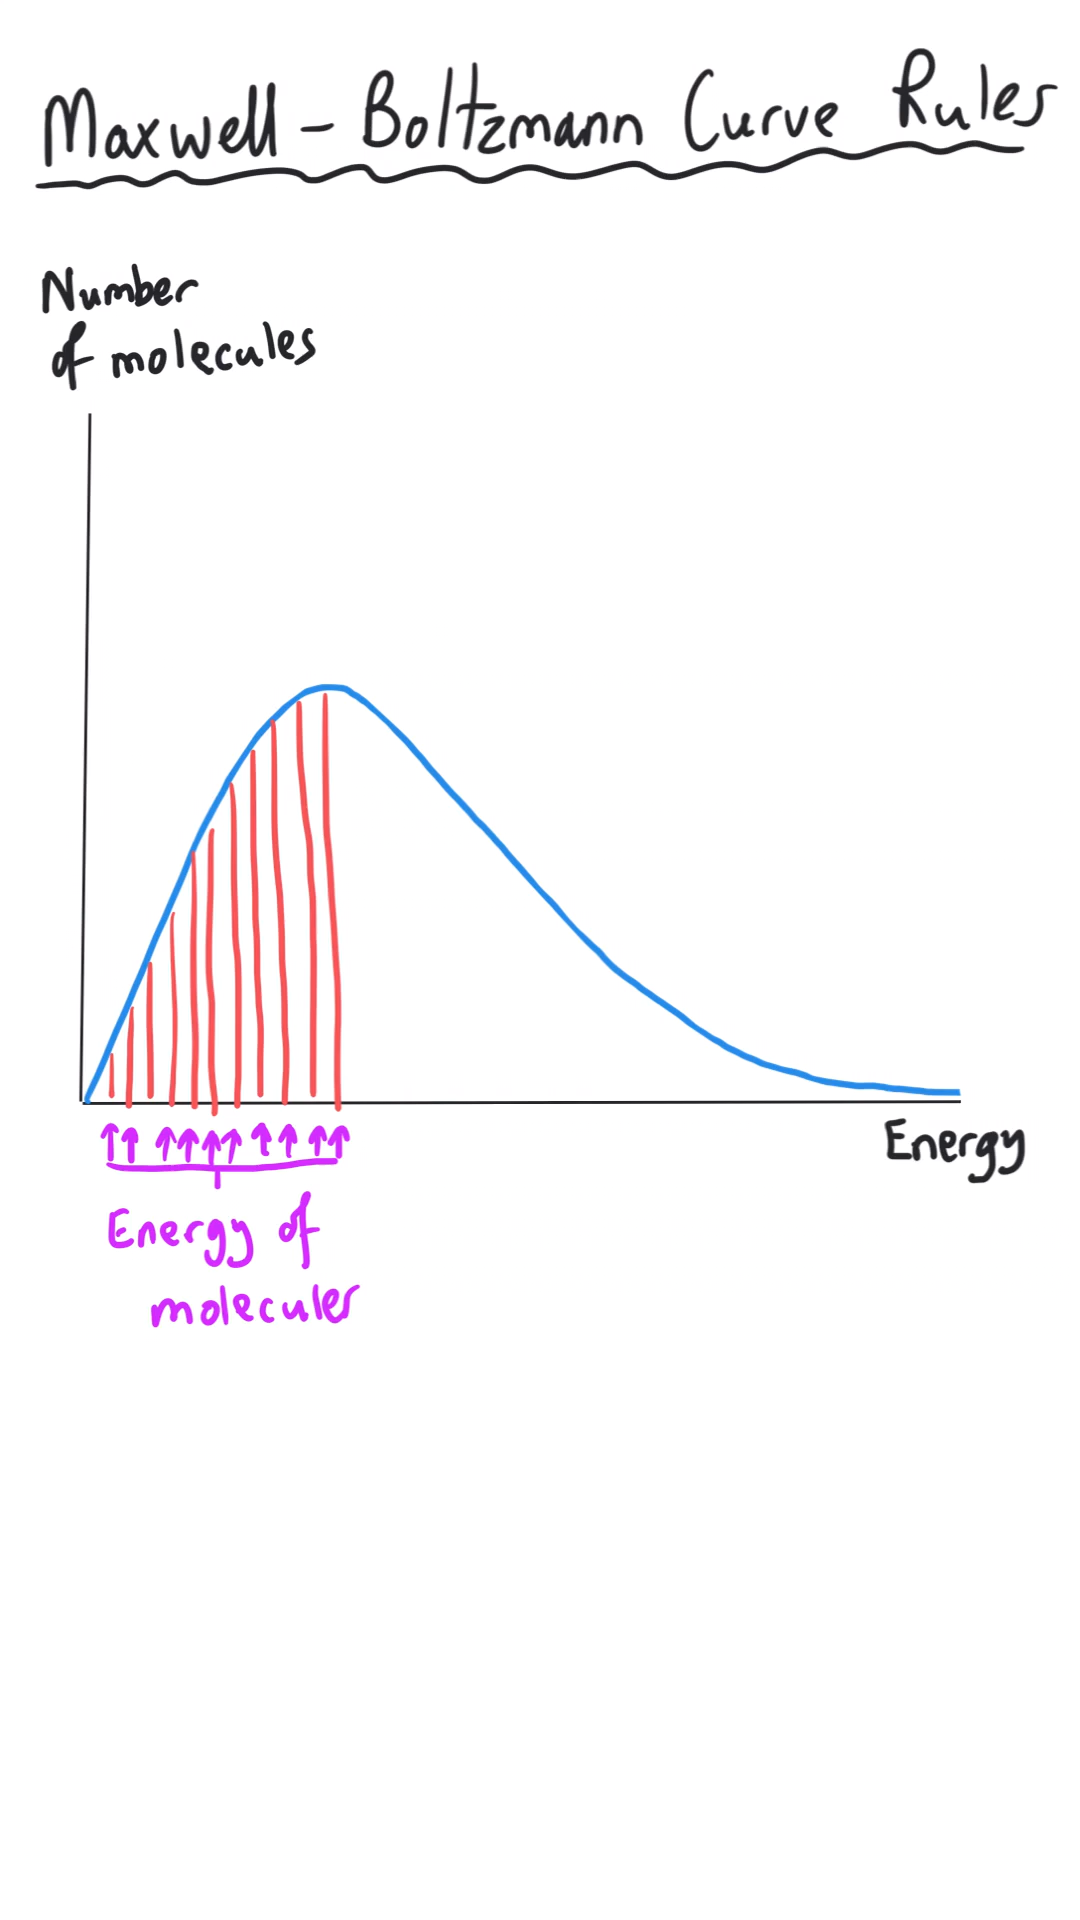 Maxwell - Boltzmann Curve Rules
Number
of molecules
Energy
Energy of
molecules